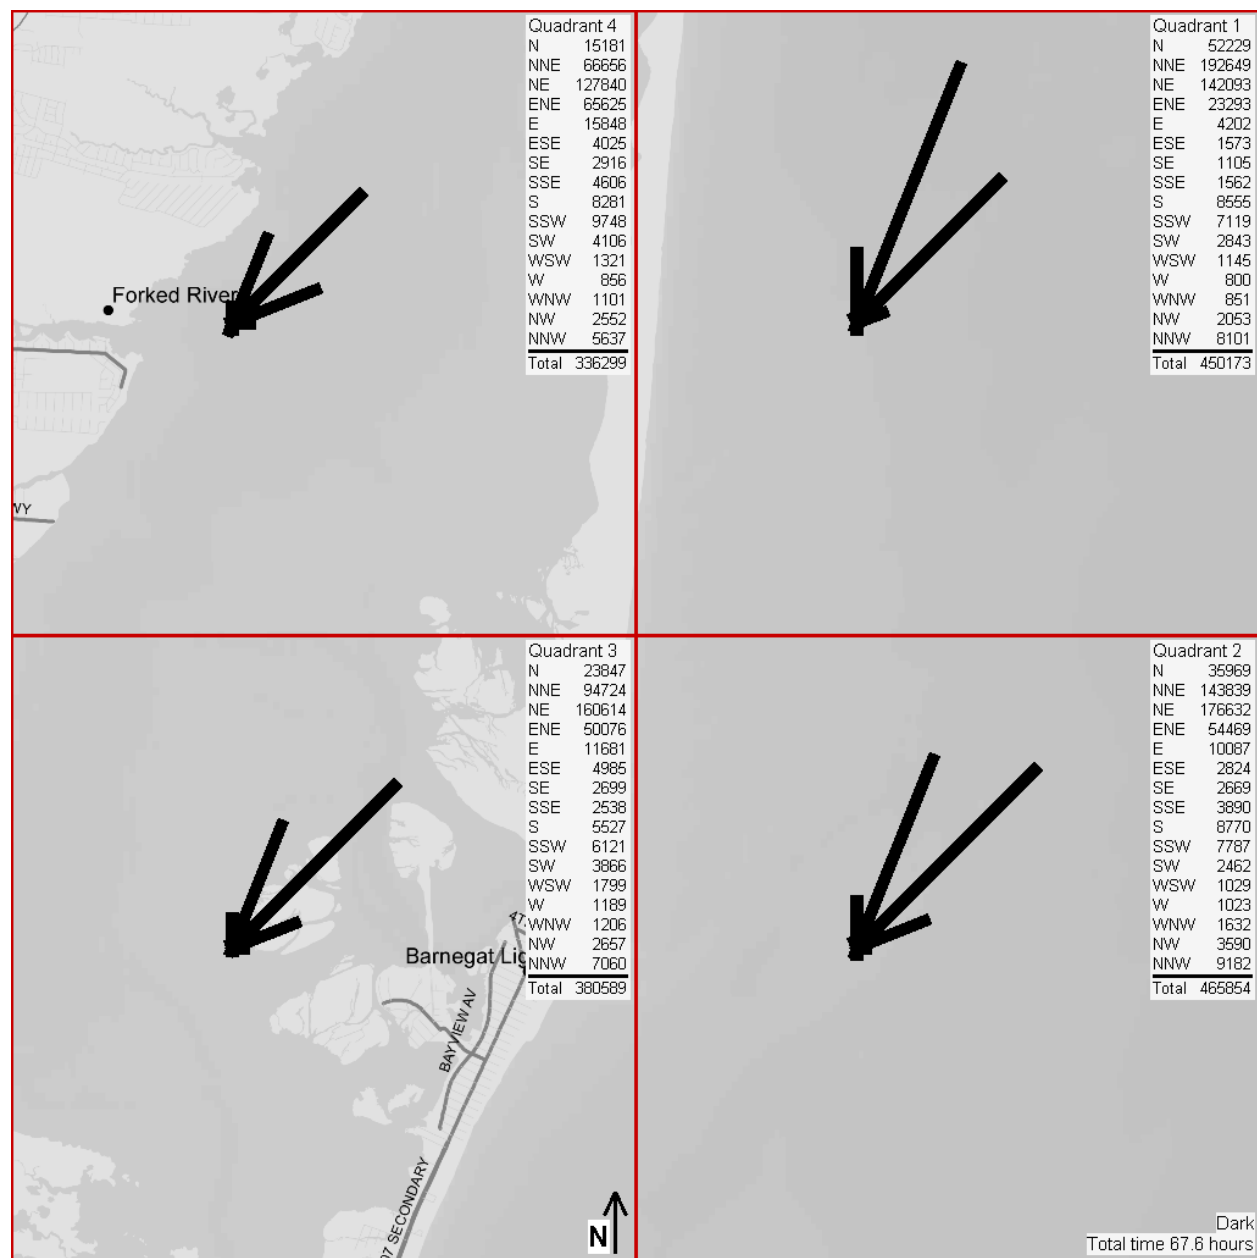 Quadrant 4
N 15181
NNE 66656
NE 127840
ENE 65625
E 15848
ESE 4025
SE 2916
SSE 4606
S 8281
SSW 9748
SW 4106
WSW 1321
W 856
WNW 1101
NW 2552
NNW 5637
Total 336299
Forked River
WY
Quadrant 1
N 52229
NNE 192649
NE 142093
ENE 23293
E 4202
ESE 1573
SE 1105
SSE 1562
S 8555
SSW 7119
SW 2843
WSW 1145
W 800
WNW 851
NW 2053
NNW 8101
Total 450173
Quadrant 3
N 23847
NNE 94724
NE 160614
ENE 50076
E 11681
ESE 4985
SE 2699
SSE 2538
S 5527
SSW 6121
SW 3866
WSW 1799
W 1189
WNW 1206
NW 2657
NNW 7060
Total 380589
4T
Barnegat Lig
BAYVIEW AV
07 SECONDARY
N
Quadrant 2
N 35969
NNE 143839
NE 176632
ENE 54469
E 10087
ESE 2824
SE 2669
SSE 3890
S 8770
SSW 7787
SW 2462
WSW 1029
W 1023
WNW 1632
NW 3590
NNW 9182
Total 465854
Dark
Total time 67.6 hours